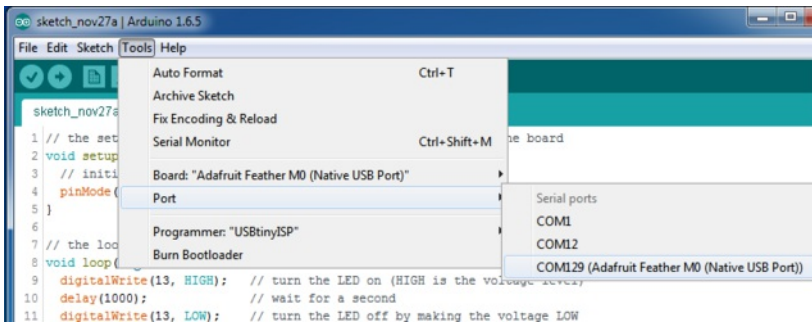 sketch_nov27a | Arduino 1.6.5
File Edit Sketch Tools Help
Auto Format Ctrl+T
Archive Sketch
sketch_nov27a
Fix Encoding & Reload
1 // the set he board
Serial Monitor Ctrl+Shift+M
2 void setup
3 // initi
Board: "Adafruit Feather M0 (Native USB Port)"
4 pinMode(
Port
Serial ports
5 }
COM1
6
Programmer: "USBtinyISP"
7 // the loo
COM12
Burn Bootloader
8 void loop(
COM129 (Adafruit Feather M0 (Native USB Port))
9 digitalWrite(13, HIGH); // turn the LED on (HIGH is the voltage level)
10 delay(1000); // wait for a second
11 digitalWrite(13, LOW); // turn the LED off by making the voltage LOW